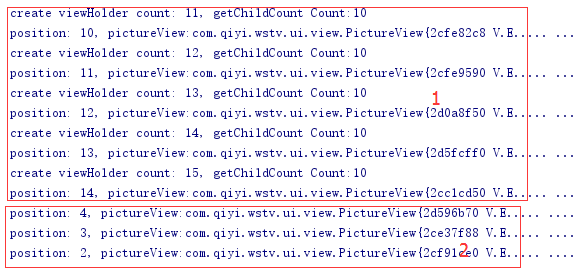 create viewHolder count: 11, getChildCount Count:10
position: 10, pictureView:com.qiyi.wstv.ui.view.PictureView{2cfe82c8 V.E..... ...
create viewHolder count: 12, getChildCount Count:10
position: 11, pictureView:com.qiyi.wstv.ui.view.PictureView{2cfe9590 V.E..... ...
create viewHolder count: 13, getChildCount Count:10
1
position: 12, pictureView:com.qiyi.wstv.ui.view.PictureView{2d0a8f50 V.E..... ...
create viewHolder count: 14, getChildCount Count:10
position: 13, pictureView:com.qiyi.wstv.ui.view.PictureView{2d5fcff0 V.E..... ...
create viewHolder count: 15, getChildCount Count:10
position: 14, pictureView:com.qiyi.wstv.ui.view.PictureView{2cc1cd50 V.E..... ...
position: 4, pictureView:com.qiyi.wstv.ui.view.PictureView{2d596b70 V.E..... ...
position: 3, pictureView:com.qiyi.wstv.ui.view.PictureView{2ce37f88 V.E..... ...
position: 2, pictureView:com.qiyi.wstv.ui.view.PictureView V.E..... ...
2